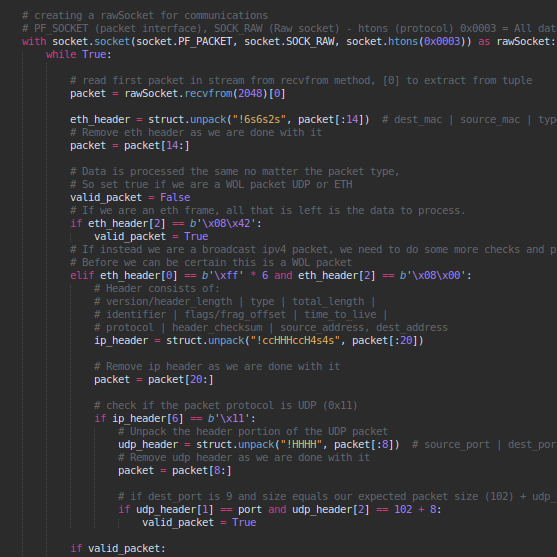 # creating a rawSocket for communications
# PF_SOCKET (packet interface), SOCK_RAW (Raw socket) - htons (protocol) 0x0003 = All
with socket.socket(socket.PF_PACKET, socket.SOCK_RAW, socket.htons(0x0003)) as rawSocket:
while True:
# read first packet in stream from recvfrom method, [0] to extract from tuple
packet = rawSocket.recvfrom(2048)[0]
eth_header = struct.unpack("!6s6s2s", packet[:14]) # dest_mac | source_mac |
# Remove eth header as we are done with it
packet = packet[14:]
# Data is processed the same no matter the packet type,
# So set true if we are a WOL packet UDP or ETH
valid_packet = False
# If we are an eth frame, all that is left is the data to process.
if eth_header[2] == b'\x08\x42':
valid_packet = True
# If instead we are a broadcast ipv4 packet, we need to do some more checks and
# Before we can be certain this is a WOL packet
elif eth_header[0] == b'\xff' * 6 and eth_header[2] == b'\x08\x00':
# Header consists of:
# version/header_length | type | total_length |
# identifier | flags/frag_offset | time_to_live |
# protocol | header_checksum | source_address, dest_address
ip_header = struct.unpack("!ccHHHccH4s4s", packet[:20])
# Remove ip header as we are done with it
packet = packet[20:]
# check if the packet protocol is UDP (0x11)
if ip_header[6] == b'\x11':
# Unpack the header portion of the UDP packet
udp_header = struct.unpack("!HHHH", packet[:8]) # source_port |
# Remove udp header as we are done with it
packet = packet[8:]
# if dest_port is 9 and size equals our expected packet size (102) +
if udp_header[1] == port and udp_header[2] == 102 + 8:
valid_packet = True
if valid_packet: